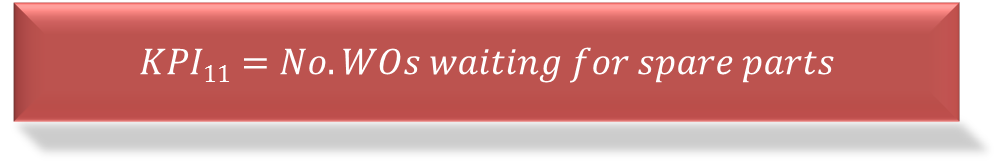 KPI₁₁ = No. WOs waiting for spare parts